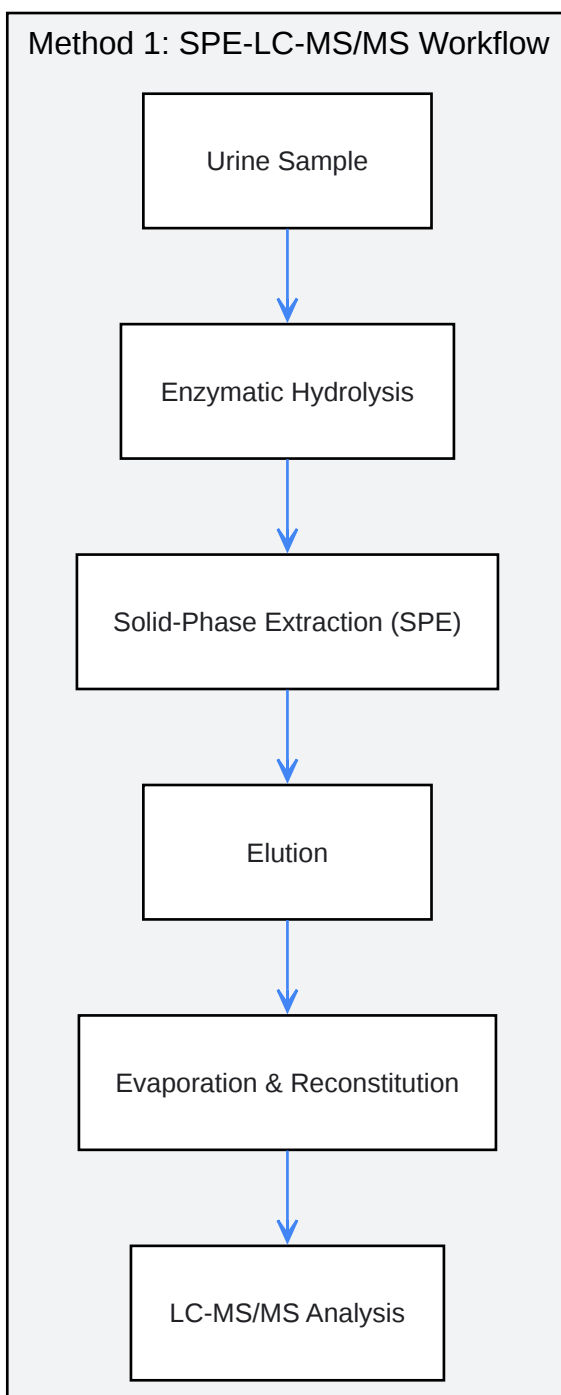 Method 1: SPE-LC-MS/MS Workflow
Urine Sample
Enzymatic Hydrolysis
Solid-Phase Extraction (SPE)
Elution
Evaporation & Reconstitution
LC-MS/MS Analysis